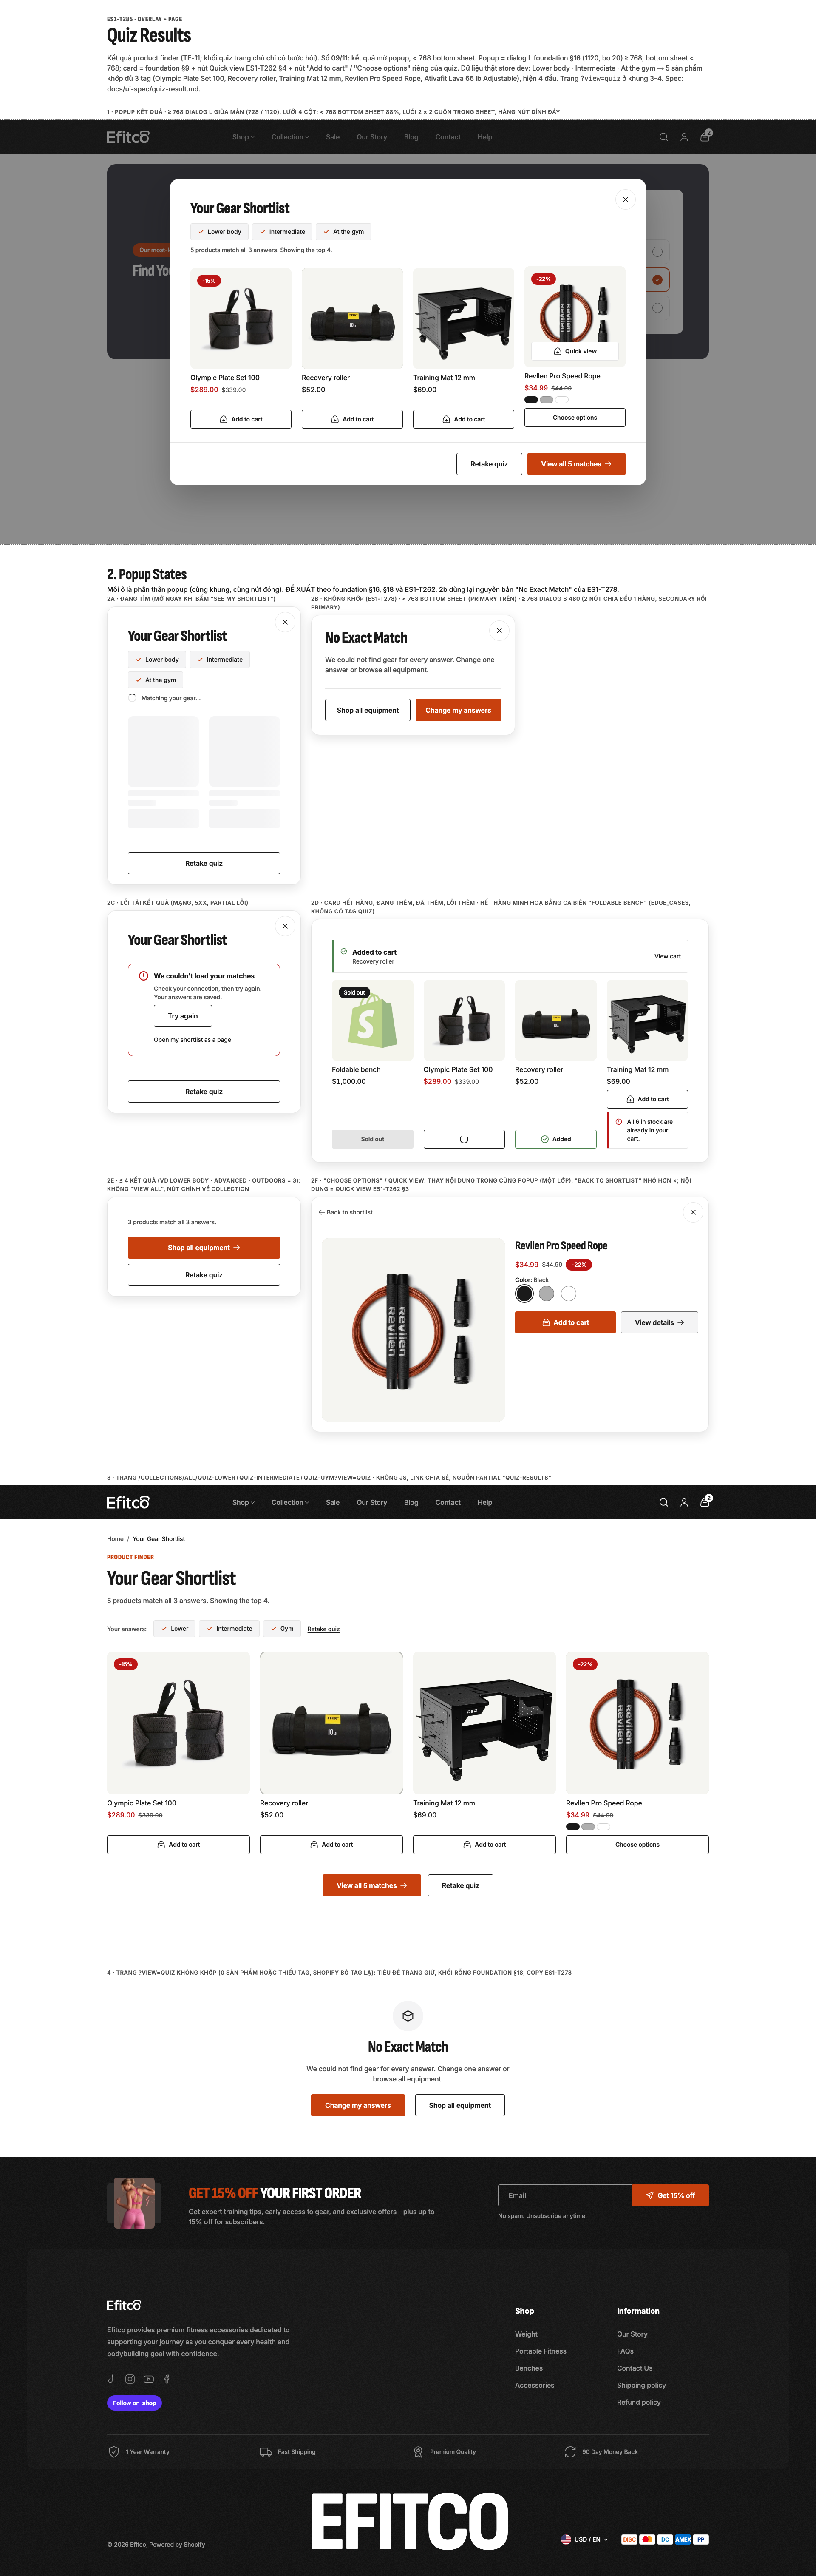 ES1-T285 · OVERLAY + PAGE
Quiz Results
Kết quả product finder (TE-11; khối quiz trang chủ chỉ có bước hỏi). Số 09/11: kết quả mở popup, < 768 bottom sheet. Popup = dialog L foundation §16 (1120, bo 20) ≥ 768, bottom sheet <
768; card = foundation §9 + nút Quick view ES1-T262 §4 + nút "Add to cart" / "Choose options" riêng của quiz. Dữ liệu thật store dev: Lower body · Intermediate · At the gym → 5 sản phẩm
khớp đủ 3 tag (Olympic Plate Set 100, Recovery roller, Training Mat 12 mm, Revllen Pro Speed Rope, Ativafit Lava 66 lb Adjustable), hiện 4 đầu. Trang ?view=quiz ở khung 3–4. Spec:
docs/ui-spec/quiz-result.md.
1 · POPUP KẾT QUẢ · ≥ 768 DIALOG L GIỮA MÀN (728 / 1120), LƯỚI 4 CỘT; < 768 BOTTOM SHEET 88%, LƯỚI 2 × 2 CUỘN TRONG SHEET, HÀNG NÚT DÍNH ĐÁY
Efitco
Shop
Collection
Sale
Our Story
Blog
Contact
Help
2
Our most-
Find You
Your Gear Shortlist
Lower body
Intermediate
At the gym
5 products match all 3 answers. Showing the top 4.
-15%
-22%
Quick view
Olympic Plate Set 100
Recovery roller
Training Mat 12 mm
Revllen Pro Speed Rope
$289.00 $339.00
$52.00
$69.00
$34.99 $44.99
Add to cart
Add to cart
Add to cart
Choose options
Retake quiz
View all 5 matches
2. Popup States
Mỗi ô là phần thân popup (cùng khung, cùng nút đóng). ĐỀ XUẤT theo foundation §16, §18 và ES1-T262. 2b dùng lại nguyên bản "No Exact Match" của ES1-T278.
2A · ĐANG TÌM (MỞ NGAY KHI BẤM "SEE MY SHORTLIST")
Your Gear Shortlist
Lower body
Intermediate
At the gym
Matching your gear...
Retake quiz
2B · KHÔNG KHỚP (ES1-T278) · < 768 BOTTOM SHEET (PRIMARY TRÊN) · ≥ 768 DIALOG S 480 (2 NÚT CHIA ĐỀU 1 HÀNG, SECONDARY RỒI
PRIMARY)
No Exact Match
We could not find gear for every answer. Change one
answer or browse all equipment.
Shop all equipment
Change my answers
2C · LỖI TẢI KẾT QUẢ (MẠNG, 5XX, PARTIAL LỖI)
Your Gear Shortlist
We couldn't load your matches
Check your connection, then try again.
Your answers are saved.
Try again
Open my shortlist as a page
Retake quiz
2D · CARD HẾT HÀNG, ĐANG THÊM, ĐÃ THÊM, LỖI THÊM · HẾT HÀNG MINH HOẠ BẰNG CA BIÊN "FOLDABLE BENCH" (EDGE_CASES,
KHÔNG CÓ TAG QUIZ)
Added to cart
Recovery roller
View cart
Sold out
Foldable bench
Olympic Plate Set 100
Recovery roller
Training Mat 12 mm
$1,000.00
$289.00 $339.00
$52.00
$69.00
Add to cart
All 6 in stock are
already in your
cart.
Sold out
Added
2E · ≤ 4 KẾT QUẢ (VD LOWER BODY · ADVANCED · OUTDOORS = 3):
KHÔNG "VIEW ALL", NÚT CHÍNH VỀ COLLECTION
3 products match all 3 answers.
Shop all equipment
Retake quiz
2F · "CHOOSE OPTIONS" / QUICK VIEW: THAY NỘI DUNG TRONG CÙNG POPUP (MỘT LỚP), "BACK TO SHORTLIST" NHỎ HƠN ×; NỘI
DUNG = QUICK VIEW ES1-T262 §3
Back to shortlist
Revllen Pro Speed Rope
$34.99 $44.99 -22%
Color: Black
Add to cart
View details
3 · TRANG /COLLECTIONS/ALL/QUIZ-LOWER+QUIZ-INTERMEDIATE+QUIZ-GYM?VIEW=QUIZ · KHÔNG JS, LINK CHIA SẺ, NGUỒN PARTIAL "QUIZ-RESULTS"
Efitco
Shop
Collection
Sale
Our Story
Blog
Contact
Help
2
Home / Your Gear Shortlist
PRODUCT FINDER
Your Gear Shortlist
5 products match all 3 answers. Showing the top 4.
Your answers:
Lower
Intermediate
Gym
Retake quiz
-15%
-22%
Olympic Plate Set 100
Recovery roller
Training Mat 12 mm
Revllen Pro Speed Rope
$289.00 $339.00
$52.00
$69.00
$34.99 $44.99
Add to cart
Add to cart
Add to cart
Choose options
View all 5 matches
Retake quiz
4 · TRANG ?VIEW=QUIZ KHÔNG KHỚP (0 SẢN PHẨM HOẶC THIẾU TAG, SHOPIFY BỎ TAG LẠ): TIÊU ĐỀ TRANG GIỮ, KHỐI RỖNG FOUNDATION §18, COPY ES1-T278
No Exact Match
We could not find gear for every answer. Change one answer or
browse all equipment.
Change my answers
Shop all equipment
GET 15% OFF YOUR FIRST ORDER
Get expert training tips, early access to gear, and exclusive offers - plus up to
15% off for subscribers.
Email
Get 15% off
No spam. Unsubscribe anytime.
Efitco
Efitco provides premium fitness accessories dedicated to
supporting your journey as you conquer every health and
bodybuilding goal with confidence.
Follow on shop
Shop
Weight
Portable Fitness
Benches
Accessories
Information
Our Story
FAQs
Contact Us
Shipping policy
Refund policy
1 Year Warranty
Fast Shipping
Premium Quality
90 Day Money Back
EFITCO
© 2026 Efitco, Powered by Shopify
USD / EN
DISC
DC
AMEX
PP